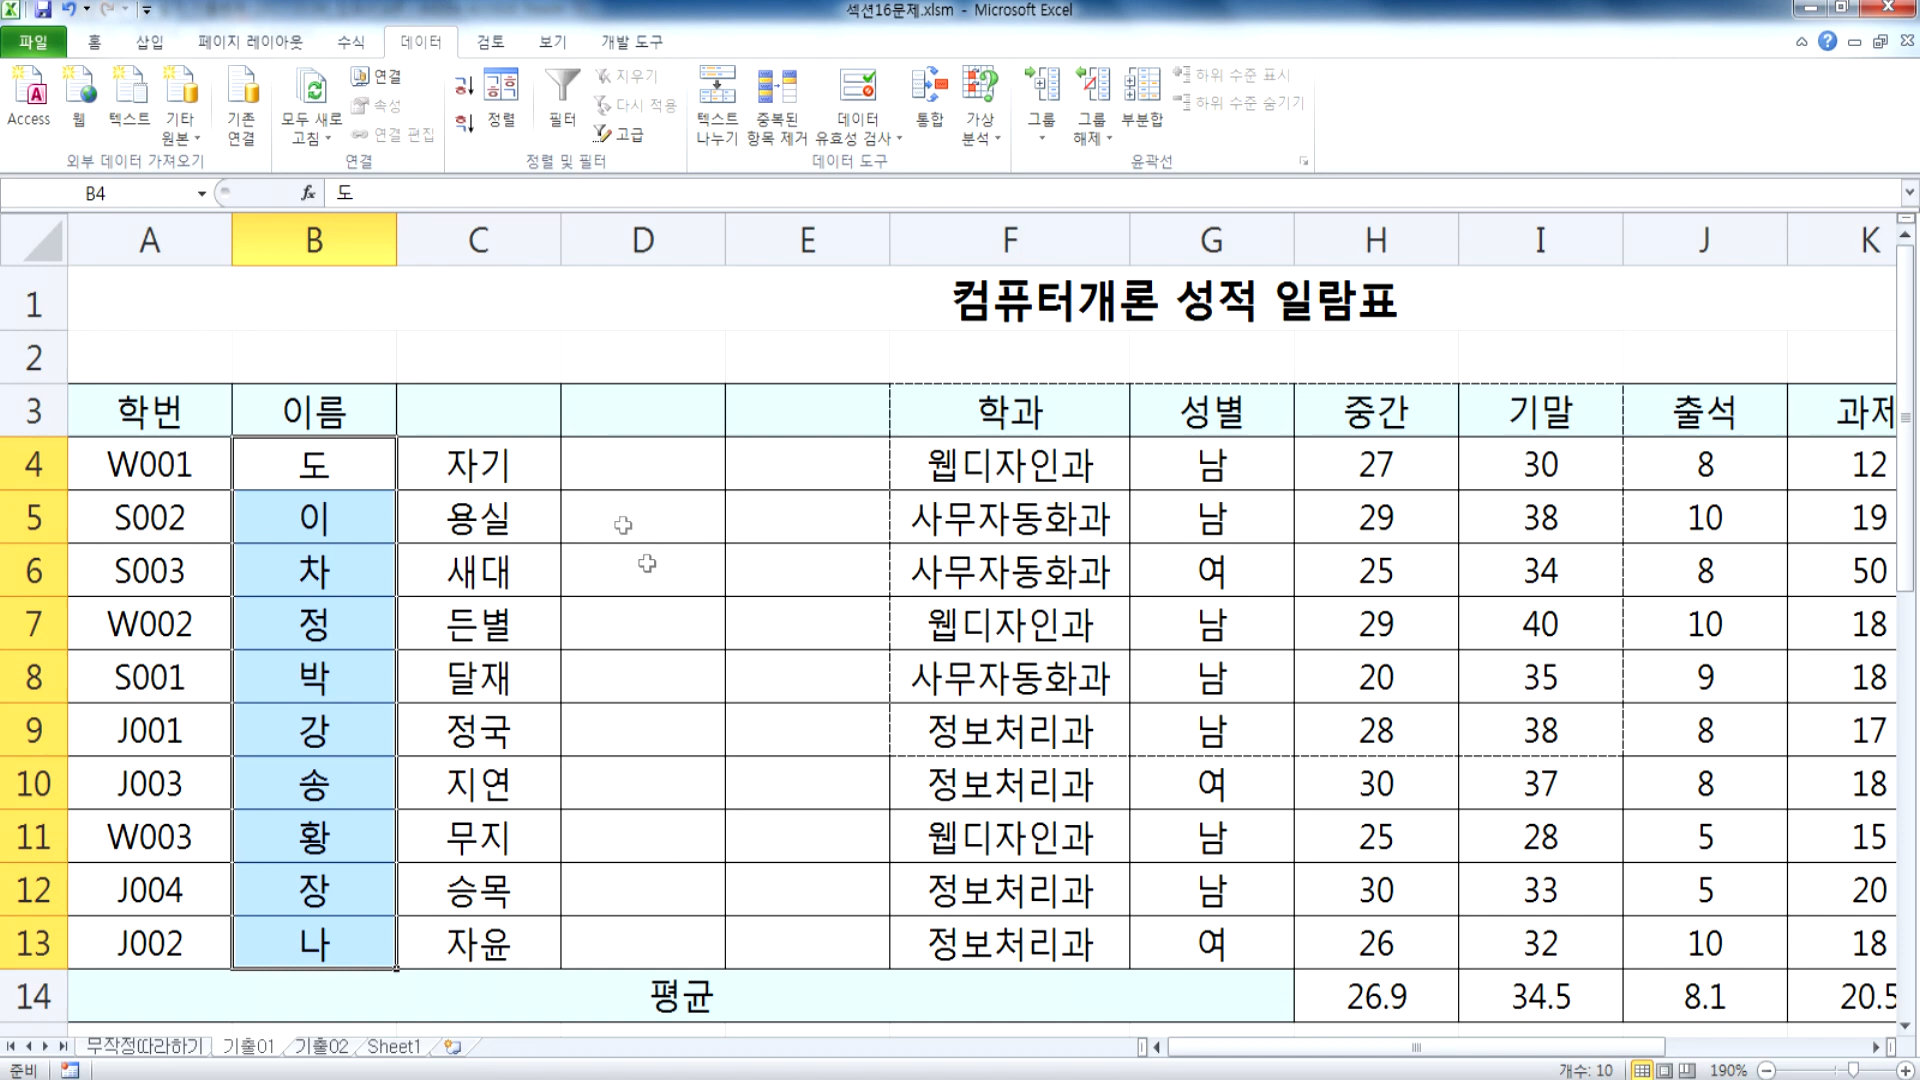 섹션16문제.xlsm - Microsoft Excel
파일 홈 삽입 페이지 레이아웃 수식 데이터 검토 보기 개발 도구
Access 웹 텍스트 기타 원본 기존 연결
외부 데이터 가져오기
모두 새로 고침 연결 속성 연결 편집
연결
정렬 필터 지우기 다시 적용 고급
정렬 및 필터
텍스트 나누기 중복된 항목 제거 데이터 유효성 검사 통합 가상 분석
데이터 도구
그룹 그룹 해제 부분합 하위 수준 표시 하위 수준 숨기기
윤곽선
B4 fx 도
A B C D E F G H I J K
1 컴퓨터개론 성적 일람표
2
3 학번 이름 학과 성별 중간 기말 출석 과제
4 W001 도 자기 웹디자인과 남 27 30 8 12
5 S002 이 용실 사무자동화과 남 29 38 10 19
6 S003 차 새대 사무자동화과 여 25 34 8 50
7 W002 정 든별 웹디자인과 남 29 40 10 18
8 S001 박 달재 사무자동화과 남 20 35 9 18
9 J001 강 정국 정보처리과 남 28 38 8 17
10 J003 송 지연 정보처리과 여 30 37 8 18
11 W003 황 무지 웹디자인과 남 25 28 5 15
12 J004 장 승목 정보처리과 남 30 33 5 20
13 J002 나 자윤 정보처리과 여 26 32 10 18
14 평균 26.9 34.5 8.1 20.5
무작정따라하기 기출01 기출02 Sheet1
준비 개수: 10 190%